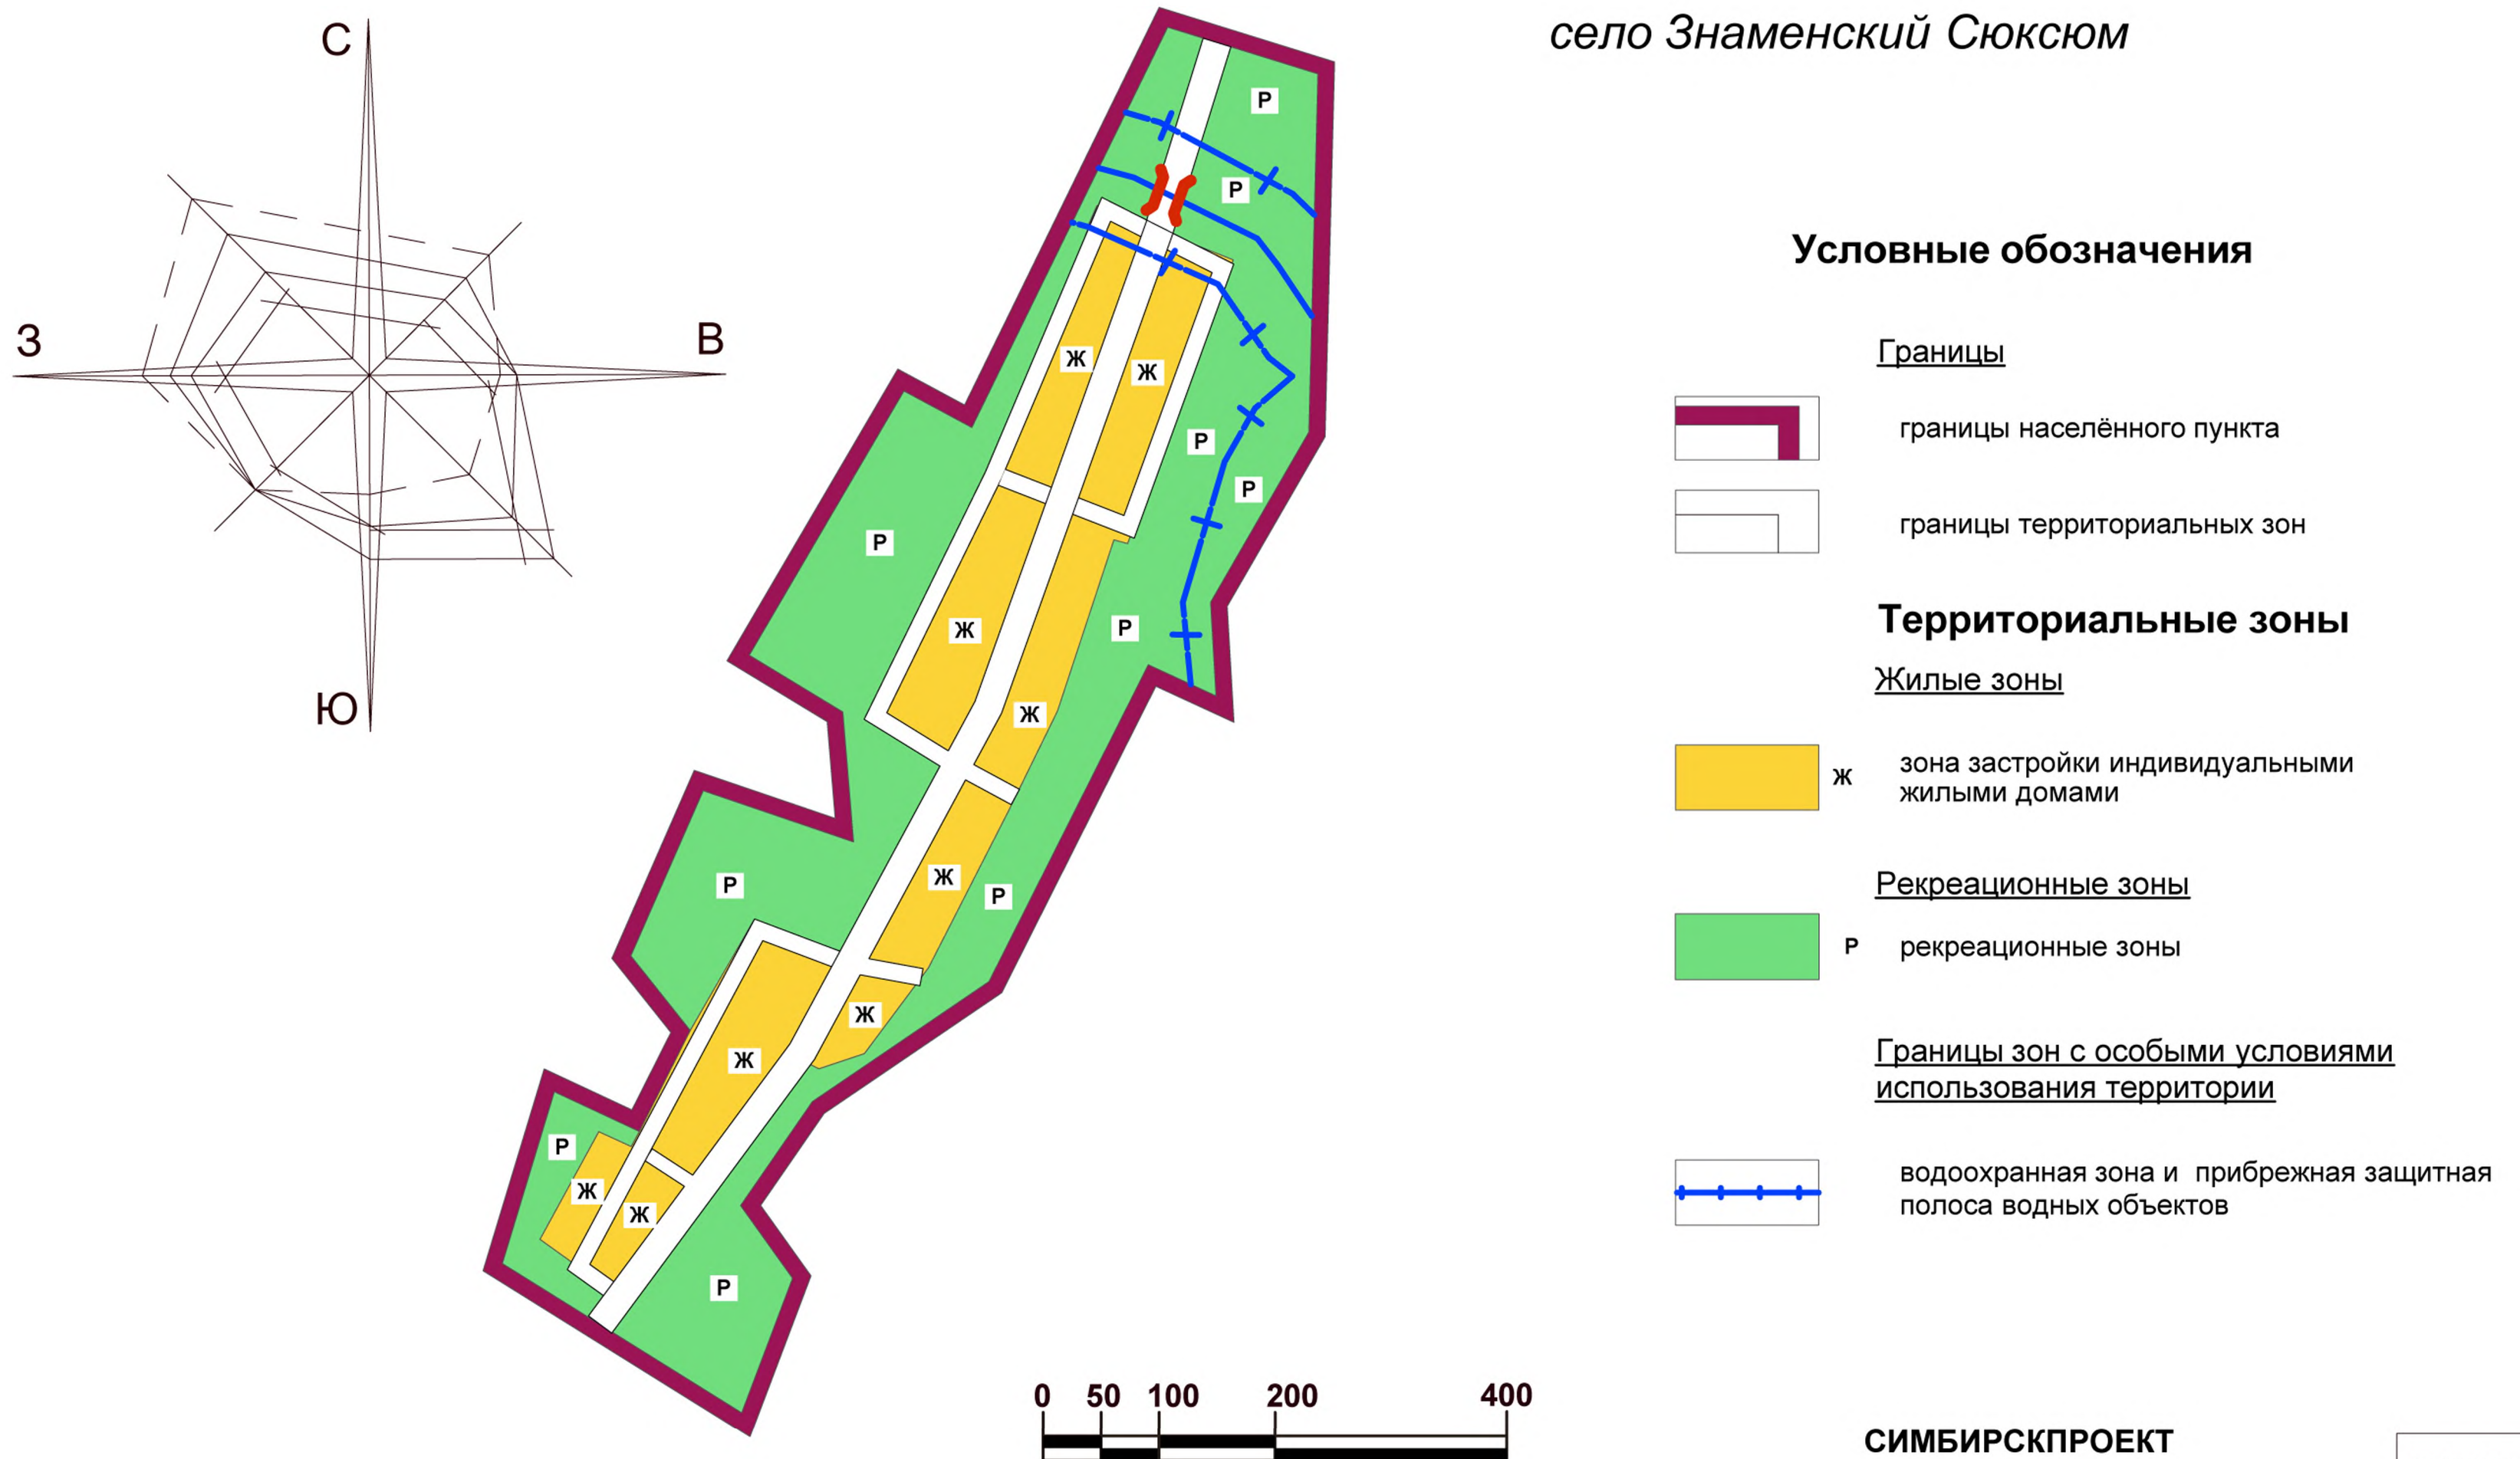 село Знаменский Сюксюм
С
З
В
Ю
Р
Р
Ж
Ж
Р
Р
Р
Ж
Р
Ж
Ж
Р
Р
Ж
Ж
Р
Ж
Ж
Р
Условные обозначения
Границы
границы населённого пункта
границы территориальных зон
Территориальные зоны
Жилые зоны
Ж
зона застройки индивидуальными
жилыми домами
Рекреационные зоны
Р
рекреационные зоны
Границы зон с особыми условиями
использования территории
водоохранная зона и прибрежная защитная
полоса водных объектов
0 50 100 200 400
СИМБИРСКПРОЕКТ